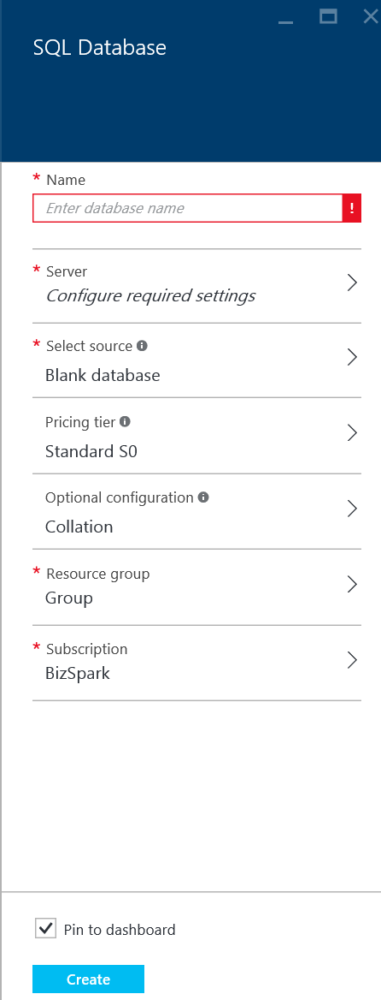 SQL Database
* Name
Enter database name !
* Server
Configure required settings
* Select source
Blank database
Pricing tier
Standard S0
Optional configuration
Collation
* Resource group
Group
* Subscription
BizSpark
Pin to dashboard
Create